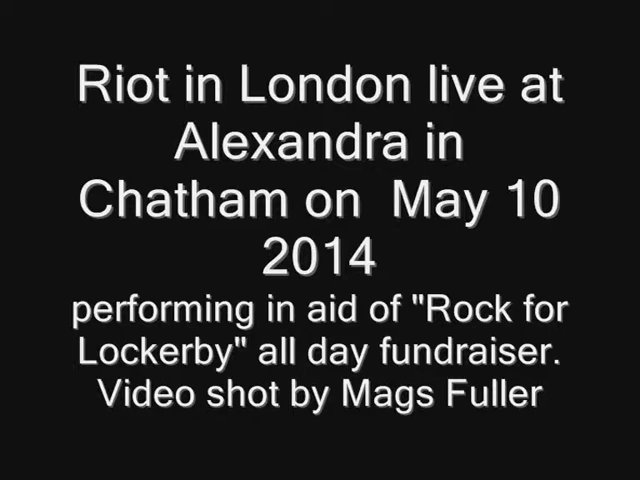 Riot in London live at
Alexandra in
Chatham on  May 10
2014
performing in aid of "Rock for
Lockerby" all day fundraiser.
Video shot by Mags Fuller